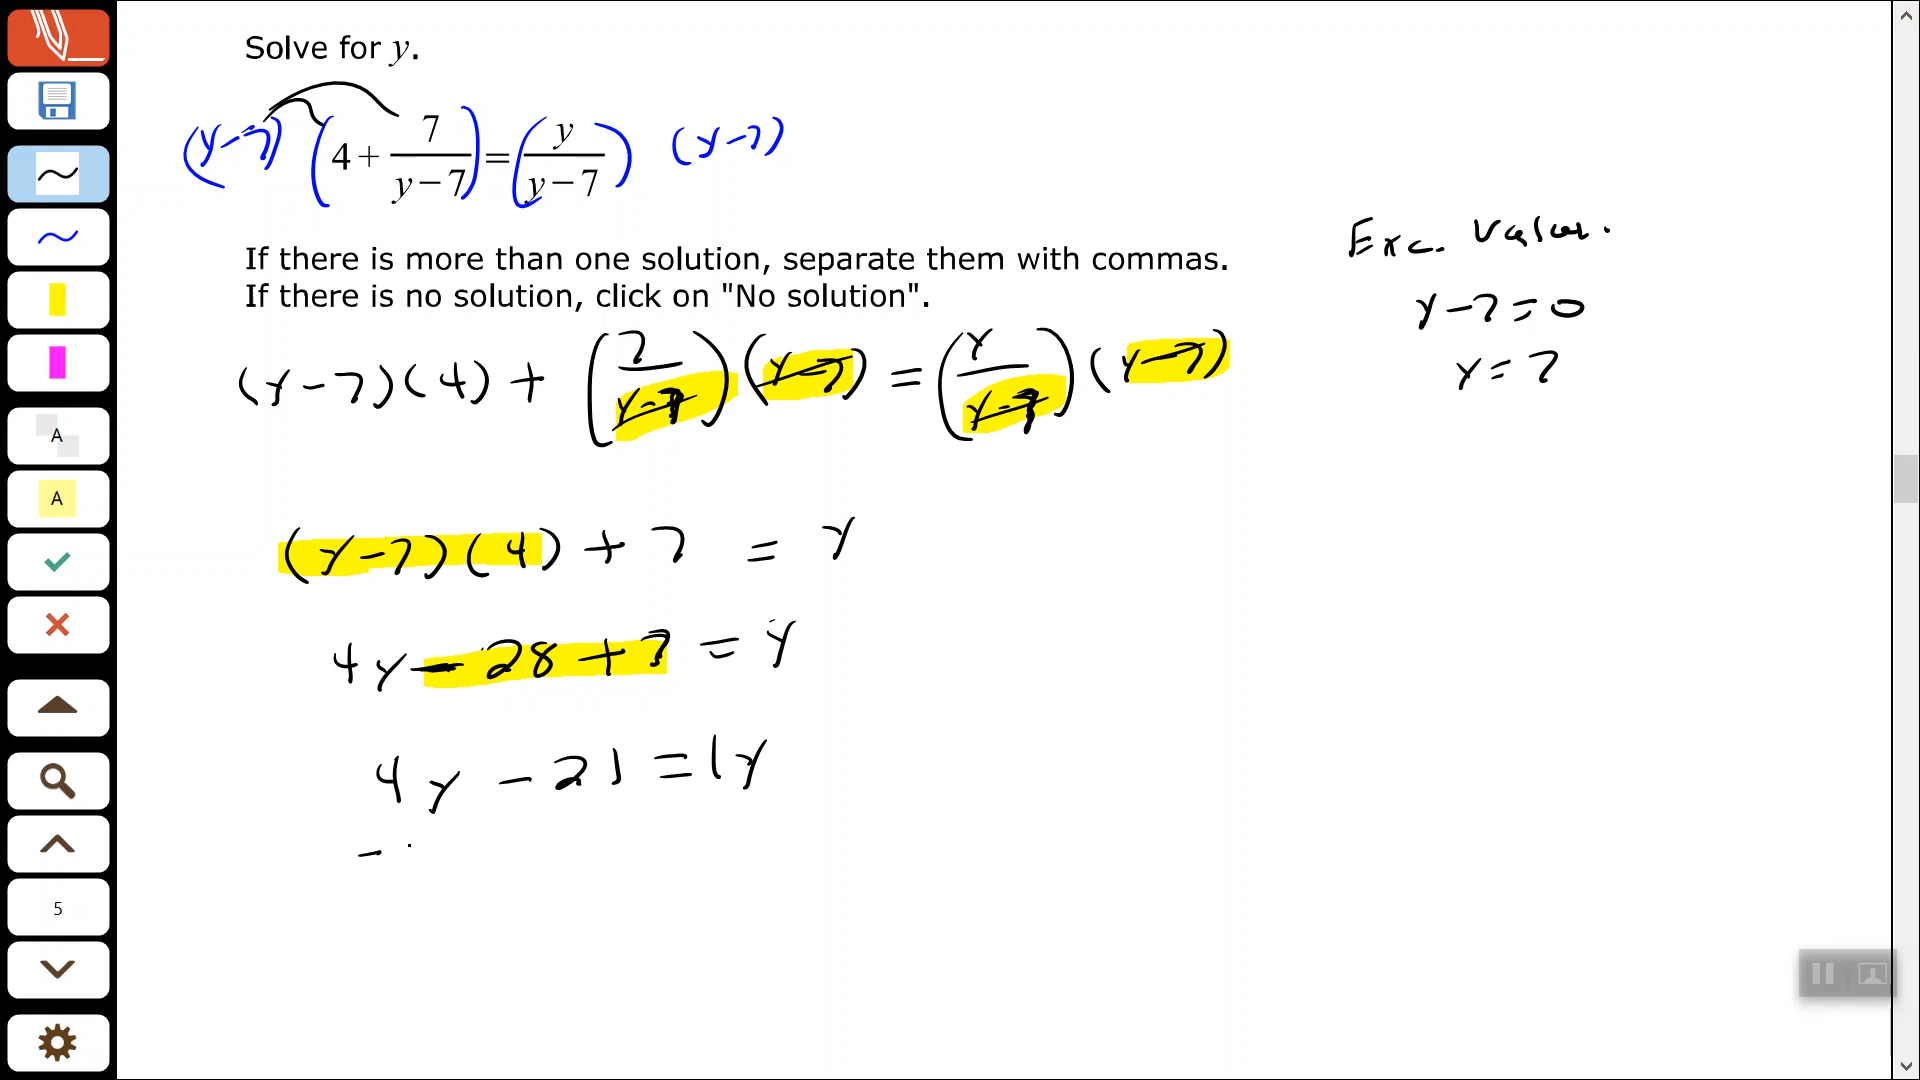 Solve for y.
(y-7) (4 + 7/(y-7)) = (y/(y-7)) (y-7)
If there is more than one solution, separate them with commas.
If there is no solution, click on "No solution".
Exc. Value.
y-7=0
y=7
(y-7)(4) + (7/(y-7))(y-7) = (y/(y-7))(y-7)
(y-7)(4) + 7 = y
4y - 28 + 7 = y
4y - 21 = 1y
-
A
A
5